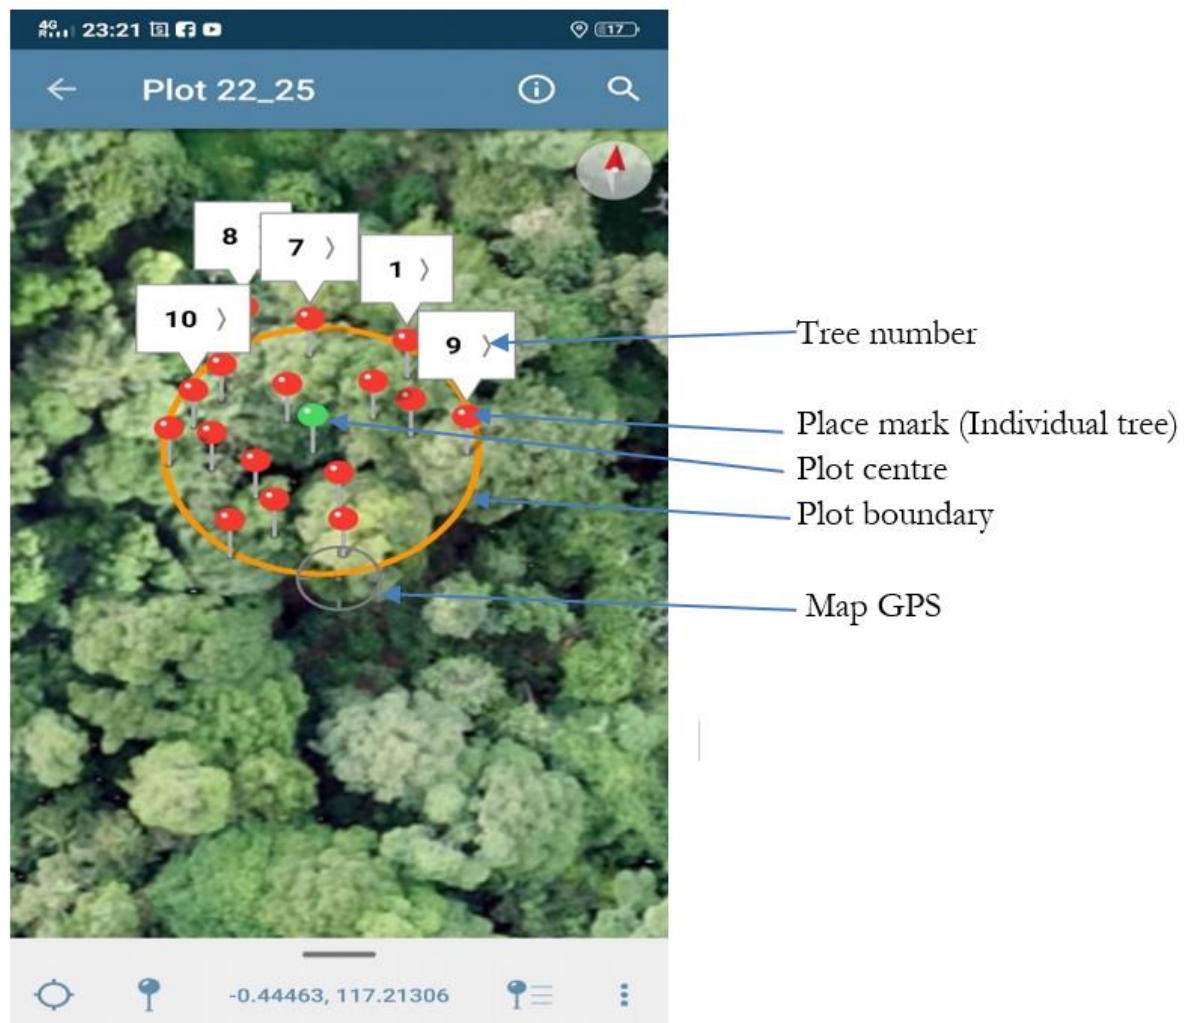 4G
R 23:21 17
Plot 22_25
8
7
1
10
9
Tree number
Place mark (Individual tree)
Plot centre
Plot boundary
Map GPS
-0.44463, 117.21306